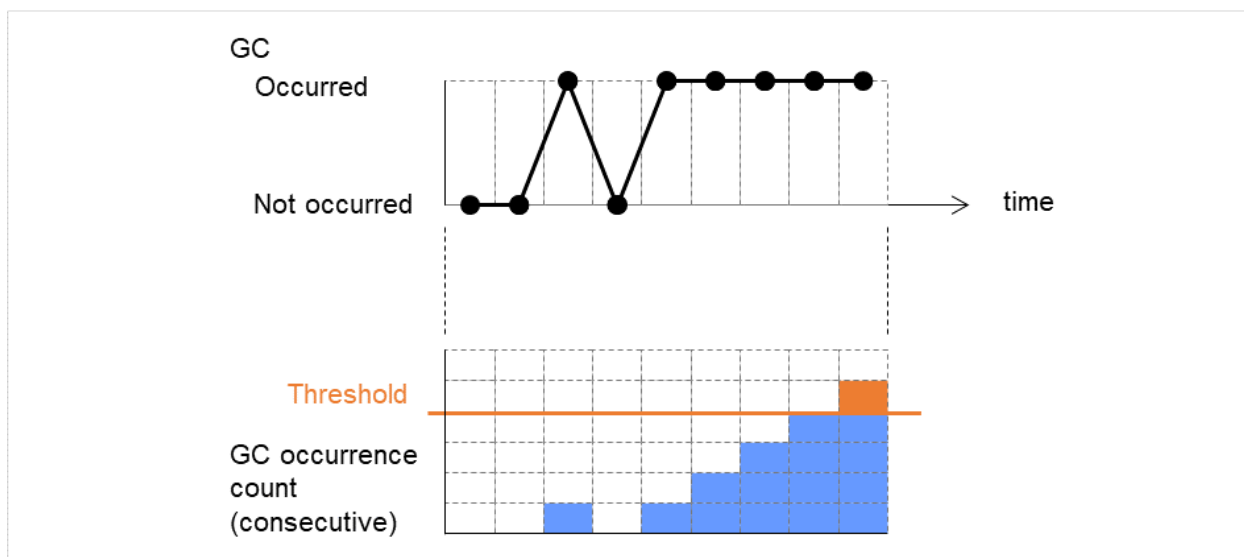 GC
Occurred
Not occurred
time
Threshold
GC occurrence
count
(consecutive)